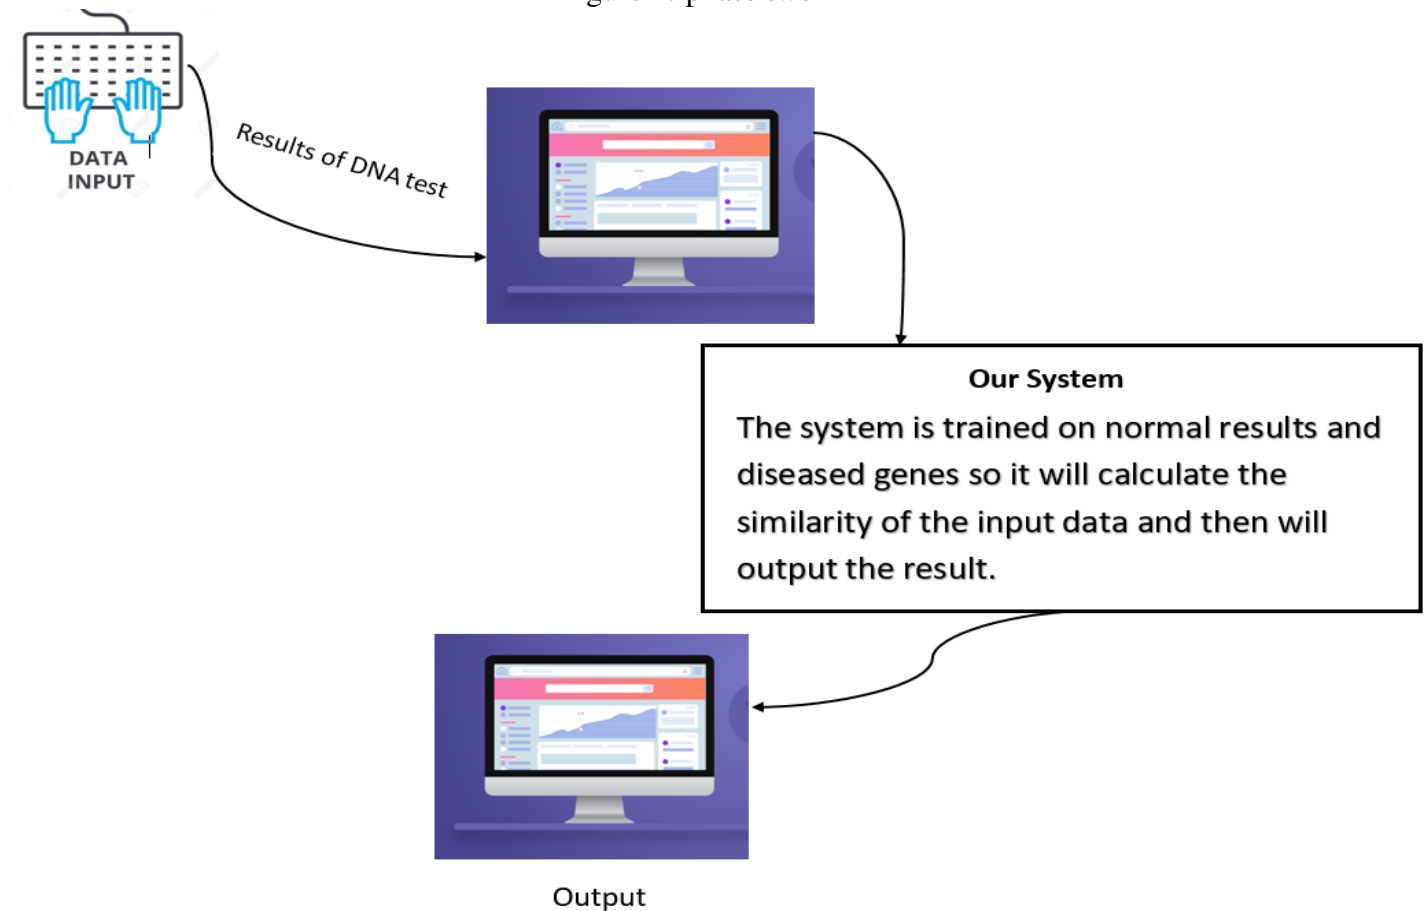 DATA
INPUT
Results of DNA test
Our System
The system is trained on normal results and
diseased genes so it will calculate the
similarity of the input data and then will
output the result.
Output